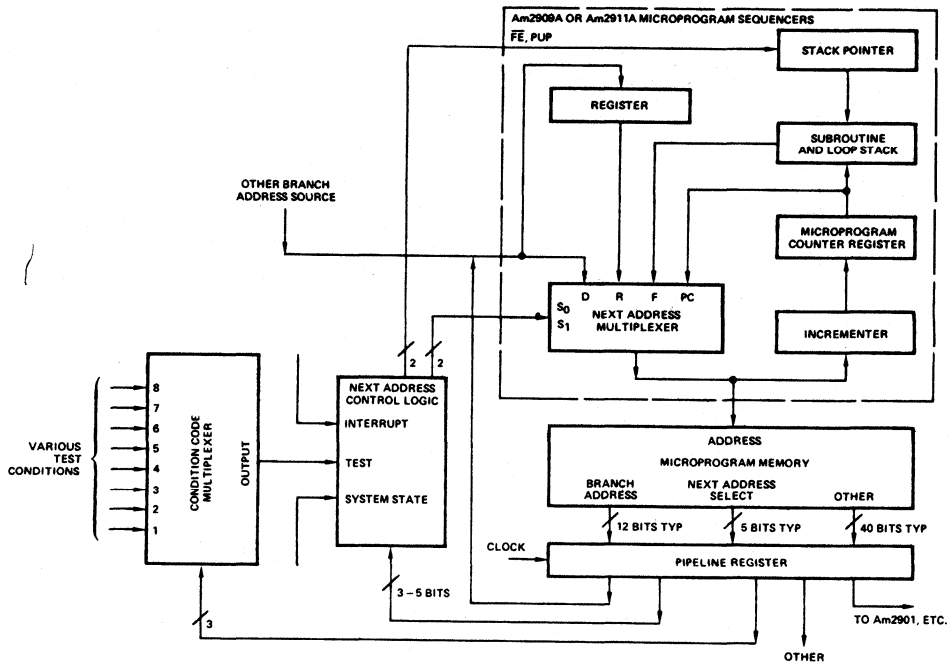 Am2909A OR Am2911A MICROPROGRAM SEQUENCERS
FE, PUP
STACK POINTER
REGISTER
SUBROUTINE
AND LOOP STACK
OTHER BRANCH
ADDRESS SOURCE
MICROPROGRAM
COUNTER REGISTER
D R F PC
S0
S1
NEXT ADDRESS
MULTIPLEXER
INCREMENTER
2
2
VARIOUS
TEST
CONDITIONS
8
7
6
5
4
3
2
1
CONDITION CODE
MULTIPLEXER
OUTPUT
NEXT ADDRESS
CONTROL LOGIC
INTERRUPT
TEST
SYSTEM STATE
ADDRESS
MICROPROGRAM MEMORY
BRANCH
ADDRESS
NEXT ADDRESS
SELECT
OTHER
12 BITS TYP
5 BITS TYP
40 BITS TYP
CLOCK
PIPELINE REGISTER
3 – 5 BITS
3
TO Am2901, ETC.
OTHER